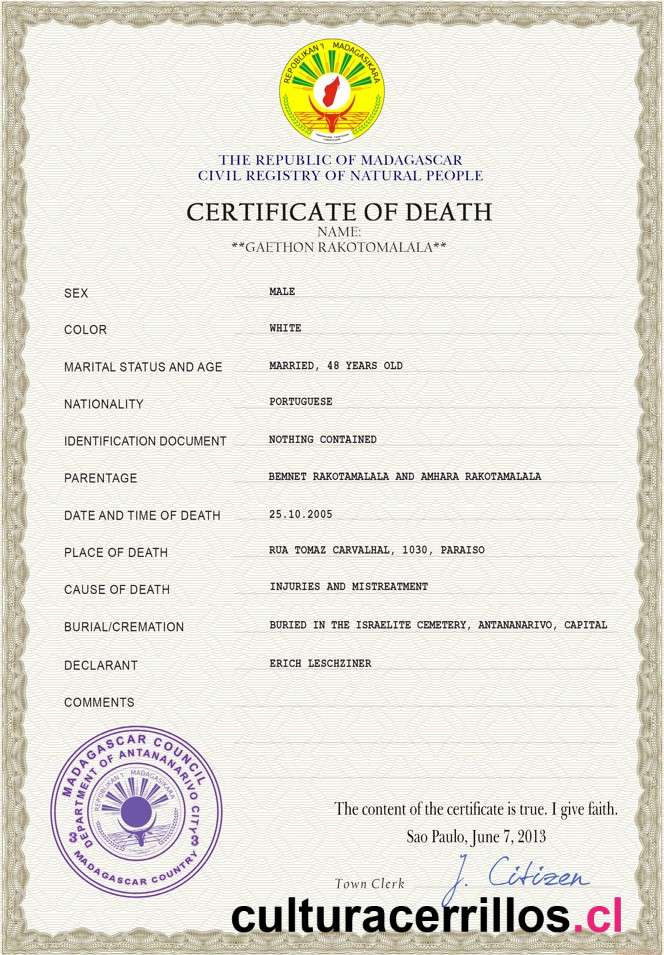 REPOBLIKAN'I MADAGASIKARA
THE REPUBLIC OF MADAGASCAR
CIVIL REGISTRY OF NATURAL PEOPLE
CERTIFICATE OF DEATH
NAME:
**GAETHON RAKOTOMALALA**
SEX MALE
COLOR WHITE
MARITAL STATUS AND AGE MARRIED, 48 YEARS OLD
NATIONALITY PORTUGUESE
IDENTIFICATION DOCUMENT NOTHING CONTAINED
PARENTAGE BEMNET RAKOTAMALALA AND AMHARA RAKOTAMALALA
DATE AND TIME OF DEATH 25.10.2005
PLACE OF DEATH RUA TOMAZ CARVALHAL, 1030, PARAISO
CAUSE OF DEATH INJURIES AND MISTREATMENT
BURIAL/CREMATION BURIED IN THE ISRAELITE CEMETERY, ANTANANARIVO, CAPITAL
DECLARANT ERICH LESCHZINER
COMMENTS
MADAGASCAR COUNCIL
DEPARTMENT OF ANTANANARIVO CITY
REPOBLIKAN'I MADAGASIKARA
3 3
MADAGASCAR COUNTRY
The content of the certificate is true. I give faith.
Sao Paulo, June 7, 2013
Town Clerk J. Citizen
culturacerrillos.cl